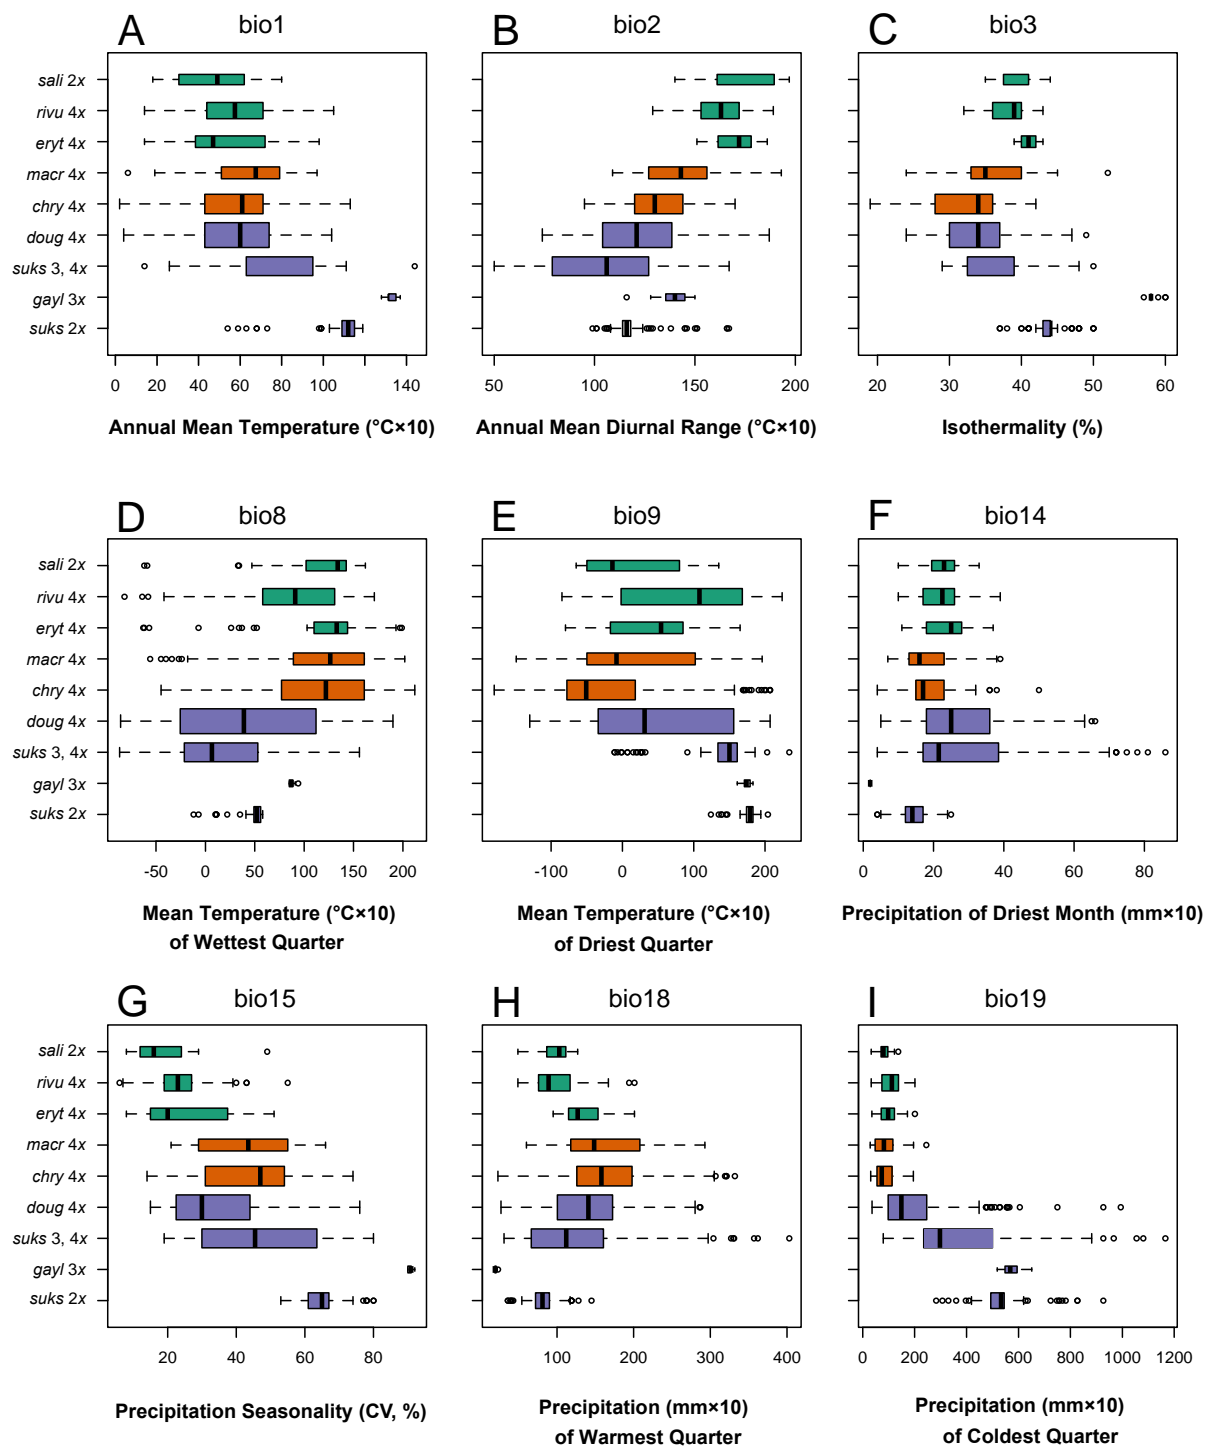 A bio1 B bio2 C bio3
sali 2x
rivu 4x
eryt 4x
macr 4x
chry 4x
doug 4x
suks 3, 4x
gayl 3x
suks 2x
0 20 40 60 80 100 140 50 100 150 200 20 30 40 50 60
Annual Mean Temperature (°C×10) Annual Mean Diurnal Range (°C×10) Isothermality (%)
D bio8 E bio9 F bio14
sali 2x
rivu 4x
eryt 4x
macr 4x
chry 4x
doug 4x
suks 3, 4x
gayl 3x
suks 2x
-50 0 50 100 150 200 -100 0 100 200 0 20 40 60 80
Mean Temperature (°C×10) Mean Temperature (°C×10) Precipitation of Driest Month (mm×10)
of Wettest Quarter of Driest Quarter
G bio15 H bio18 I bio19
sali 2x
rivu 4x
eryt 4x
macr 4x
chry 4x
doug 4x
suks 3, 4x
gayl 3x
suks 2x
20 40 60 80 100 200 300 400 0 200 400 600 800 1000 1200
Precipitation Seasonality (CV, %) Precipitation (mm×10) Precipitation (mm×10)
of Warmest Quarter of Coldest Quarter